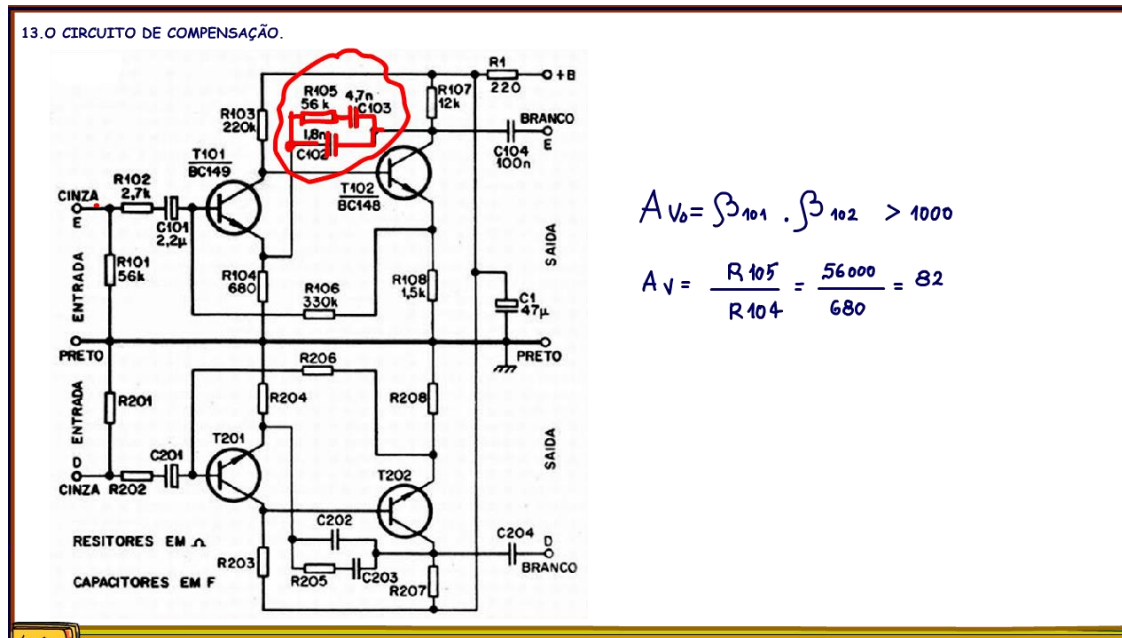 13.O CIRCUITO DE COMPENSAÇÃO.
R1
220
+B
R105
56 k
4,7n
C103
R107
12k
R103
220k
1,8n
C102
BRANCO
E
C104
100n
T101
BC149
T102
BC148
R102
2,7k
CINZA
E
C101
2,2µ
R101
56k
ENTRADA
R104
680
R106
330k
R108
1,5k
SAIDA
C1
47µ
PRETO
PRETO
R206
ENTRADA
D
R201
R204
R208
SAIDA
T201
C201
R202
CINZA
T202
C202
C204
D
BRANCO
RESITORES EM Ω
R203
R205
C203
R207
CAPACITORES EM F
A Vo= β101 . β102 > 1000
A V = R105 / R104 = 56000 / 680 = 82